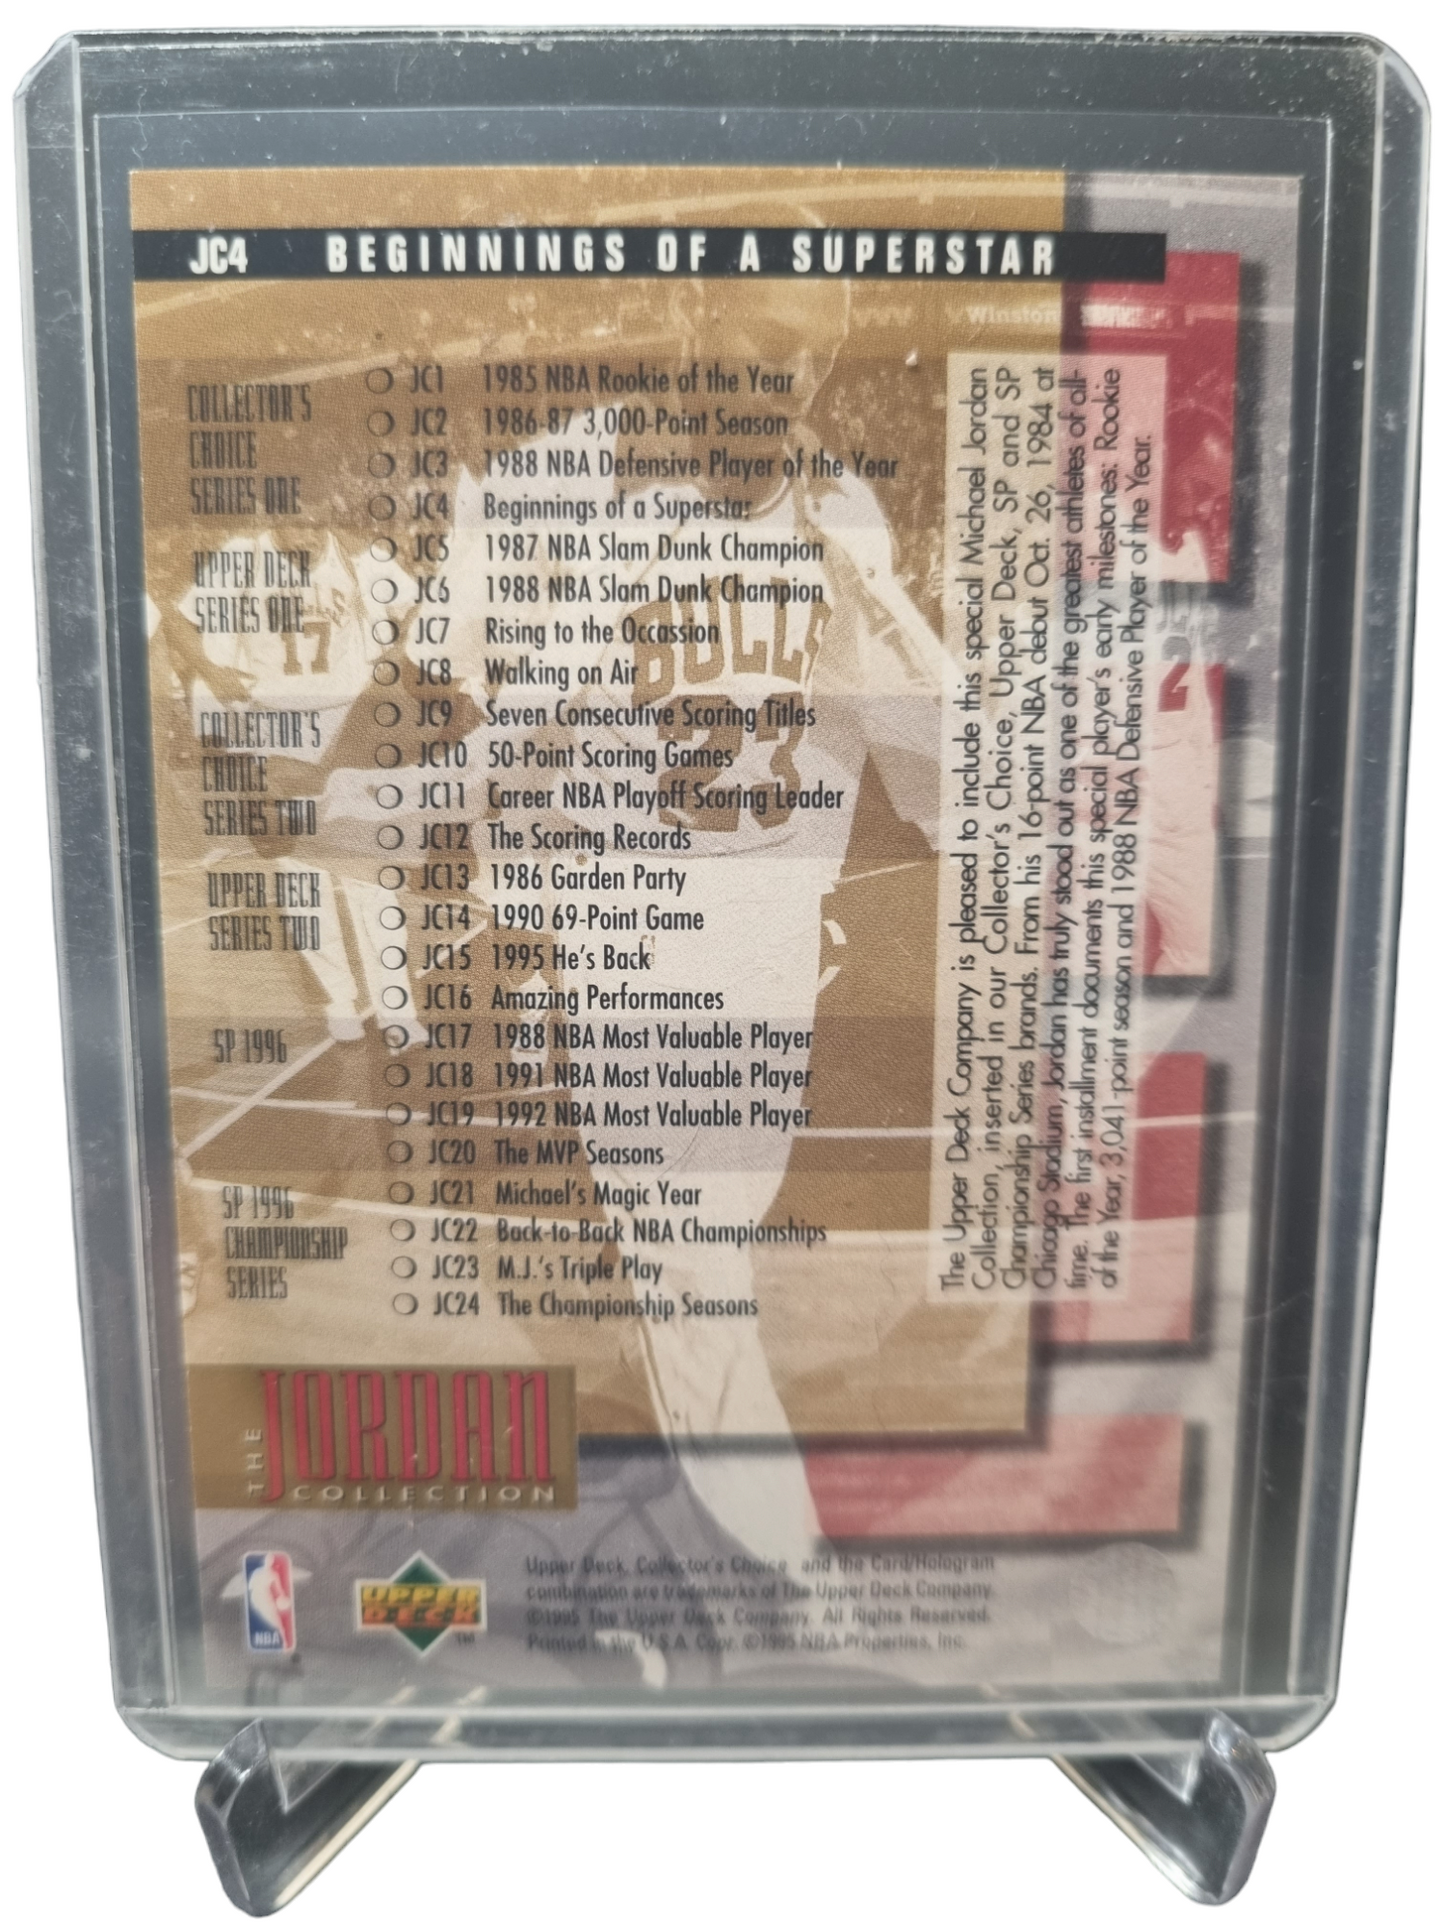 JC4 BEGINNINGS OF A SUPERSTAR
Winston
COLLECTOR'S
CHOICE
SERIES ONE
JC1 1985 NBA Rookie of the Year
JC2 1986-87 3,000-Point Season
JC3 1988 NBA Defensive Player of the Year
JC4 Beginnings of a Superstar
UPPER DECK
SERIES ONE
JC5 1987 NBA Slam Dunk Champion
JC6 1988 NBA Slam Dunk Champion
JC7 Rising to the Occassion
JC8 Walking on Air
COLLECTOR'S
CHOICE
SERIES TWO
JC9 Seven Consecutive Scoring Titles
JC10 50-Point Scoring Games
JC11 Career NBA Playoff Scoring Leader
JC12 The Scoring Records
UPPER DECK
SERIES TWO
JC13 1986 Garden Party
JC14 1990 69-Point Game
JC15 1995 He's Back
JC16 Amazing Performances
SP 1996
JC17 1988 NBA Most Valuable Player
JC18 1991 NBA Most Valuable Player
JC19 1992 NBA Most Valuable Player
JC20 The MVP Seasons
SP 1996
CHAMPIONSHIP
SERIES
JC21 Michael's Magic Year
JC22 Back-to-Back NBA Championships
JC23 M.J.'s Triple Play
JC24 The Championship Seasons
BULLS
23
17
The Upper Deck Company is pleased to include this special Michael Jordan
Collection, inserted in our Collector's Choice, Upper Deck, SP and SP
Championship Series brands. From his 16-point NBA debut Oct. 26, 1984 at
Chicago Stadium, Jordan has truly stood out as one of the greatest athletes of all-
time. The first installment documents this special player's early milestones: Rookie
of the Year, 3,041-point season and 1988 NBA Defensive Player of the Year.
THE
JORDAN
COLLECTION
NBA
UPPER
DECK
TM
Upper Deck, Collector's Choice and the Card/Hologram
combination are trademarks of The Upper Deck Company.
©1995 The Upper Deck Company. All Rights Reserved.
Printed in the U.S.A. Copr. ©1995 NBA Properties, Inc.